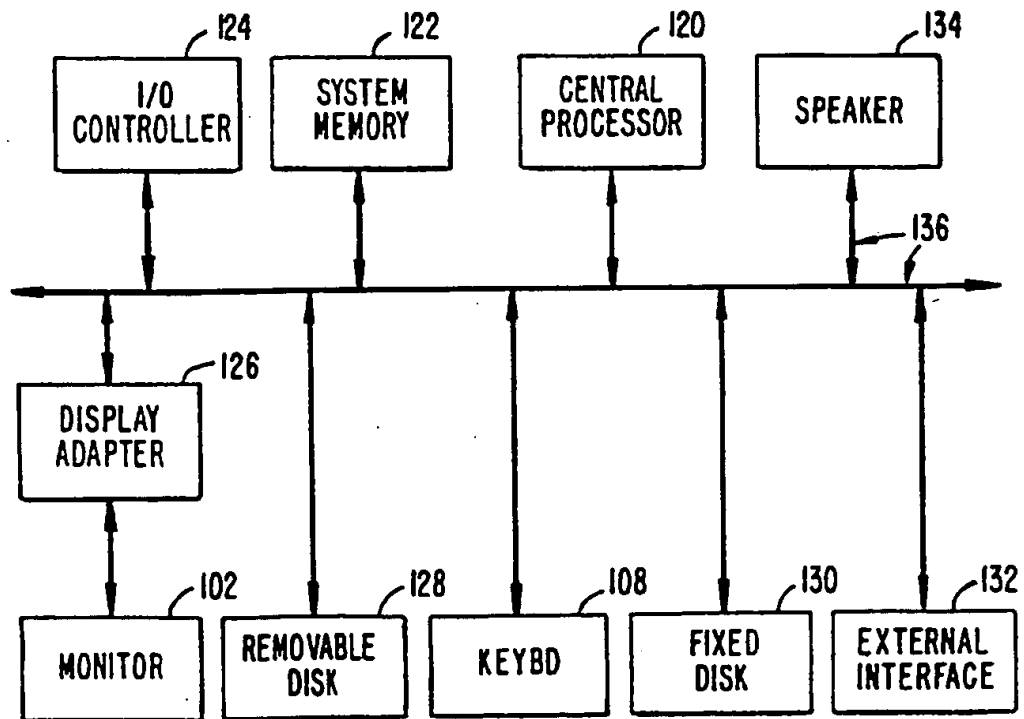 124
I/O
CONTROLLER
122
SYSTEM
MEMORY
120
CENTRAL
PROCESSOR
134
SPEAKER
136
126
DISPLAY
ADAPTER
102
MONITOR
128
REMOVABLE
DISK
108
KEYBD
130
FIXED
DISK
132
EXTERNAL
INTERFACE